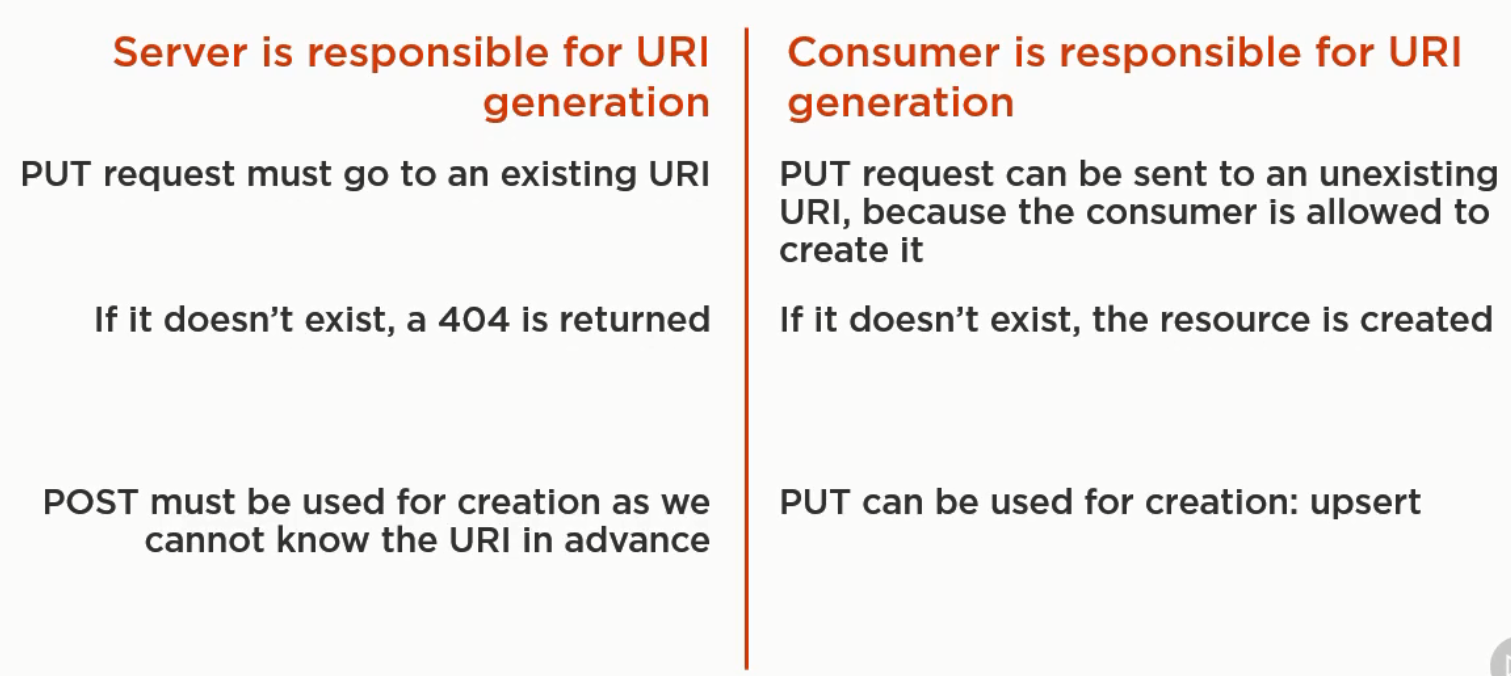 Server is responsible for URI
generation
PUT request must go to an existing URI
If it doesn't exist, a 404 is returned
POST must be used for creation as we
cannot know the URI in advance
Consumer is responsible for URI
generation
PUT request can be sent to an unexisting
URI, because the consumer is allowed to
create it
If it doesn't exist, the resource is created
PUT can be used for creation: upsert